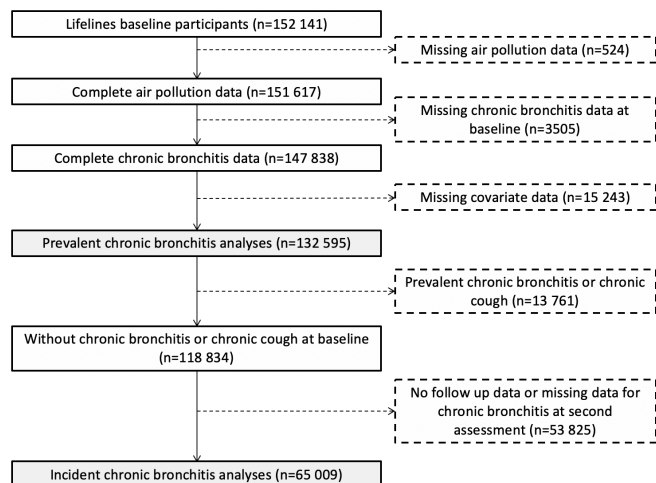 Lifelines baseline participants (n=152 141)
Missing air pollution data (n=524)
Complete air pollution data (n=151 617)
Missing chronic bronchitis data at
baseline (n=3505)
Complete chronic bronchitis data (n=147 838)
Missing covariate data (n=15 243)
Prevalent chronic bronchitis analyses (n=132 595)
Prevalent chronic bronchitis or chronic
cough (n=13 761)
Without chronic bronchitis or chronic cough at baseline
(n=118 834)
No follow up data or missing data for
chronic bronchitis at second
assessment (n=53 825)
Incident chronic bronchitis analyses (n=65 009)